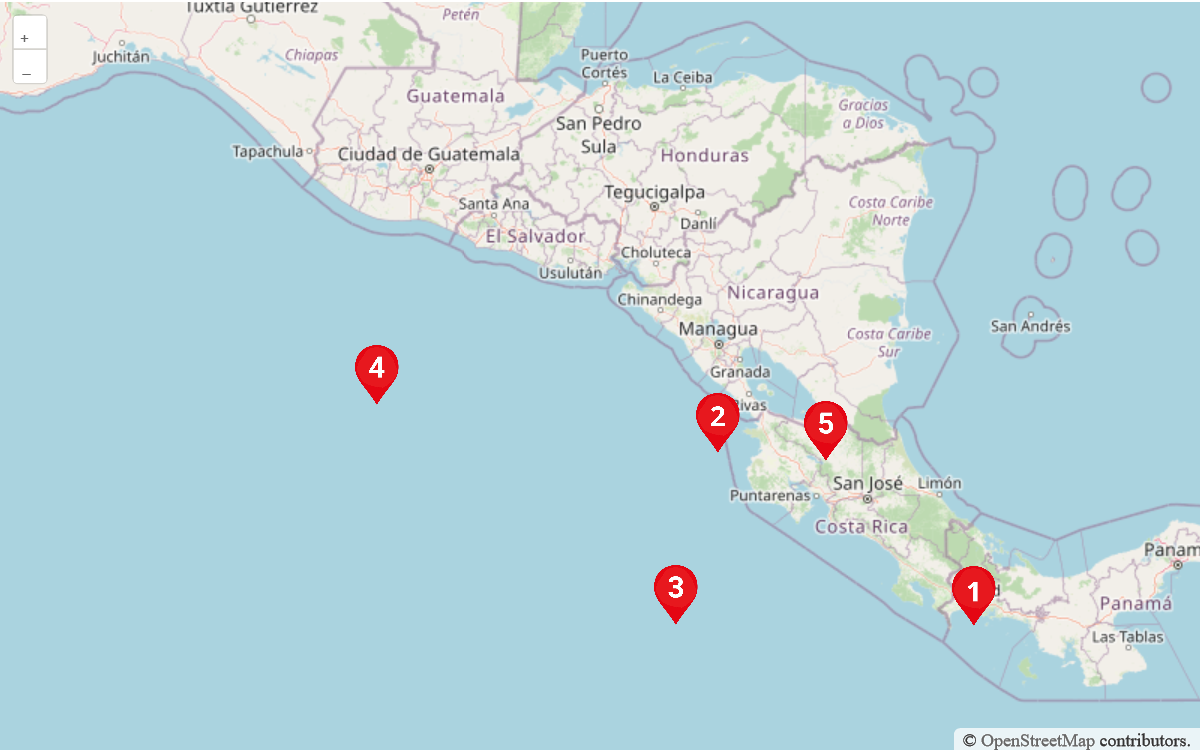 Tuxtla Gutiérrez
Petén
+
Juchitán
Chiapas
Puerto
Cortés
La Ceiba
–
Guatemala
Gracias
a Dios
San Pedro
Sula
Tapachula
Ciudad de Guatemala
Honduras
Tegucigalpa
Santa Ana
Costa Caribe
Norte
Danlí
El Salvador
Choluteca
Usulután
Chinandega
Nicaragua
Managua
San Andrés
Costa Caribe
Sur
4
Granada
2
Rivas
5
San José
Limón
Puntarenas
Costa Rica
Panam
3
1
d
Panamá
Las Tablas
© OpenStreetMap contributors.